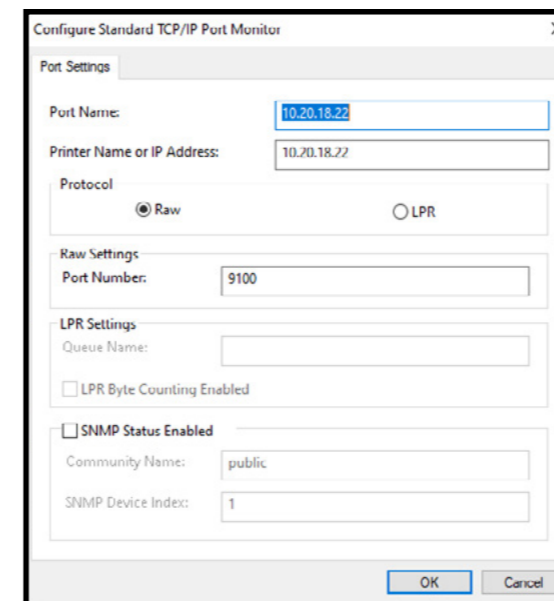 Configure Standard TCP/IP Port Monitor
Port Settings
Port Name:
10.20.18.22
Printer Name or IP Address:
10.20.18.22
Protocol
Raw
LPR
Raw Settings
Port Number:
9100
LPR Settings
Queue Name:
LPR Byte Counting Enabled
SNMP Status Enabled
Community Name:
public
SNMP Device Index:
1
OK
Cancel